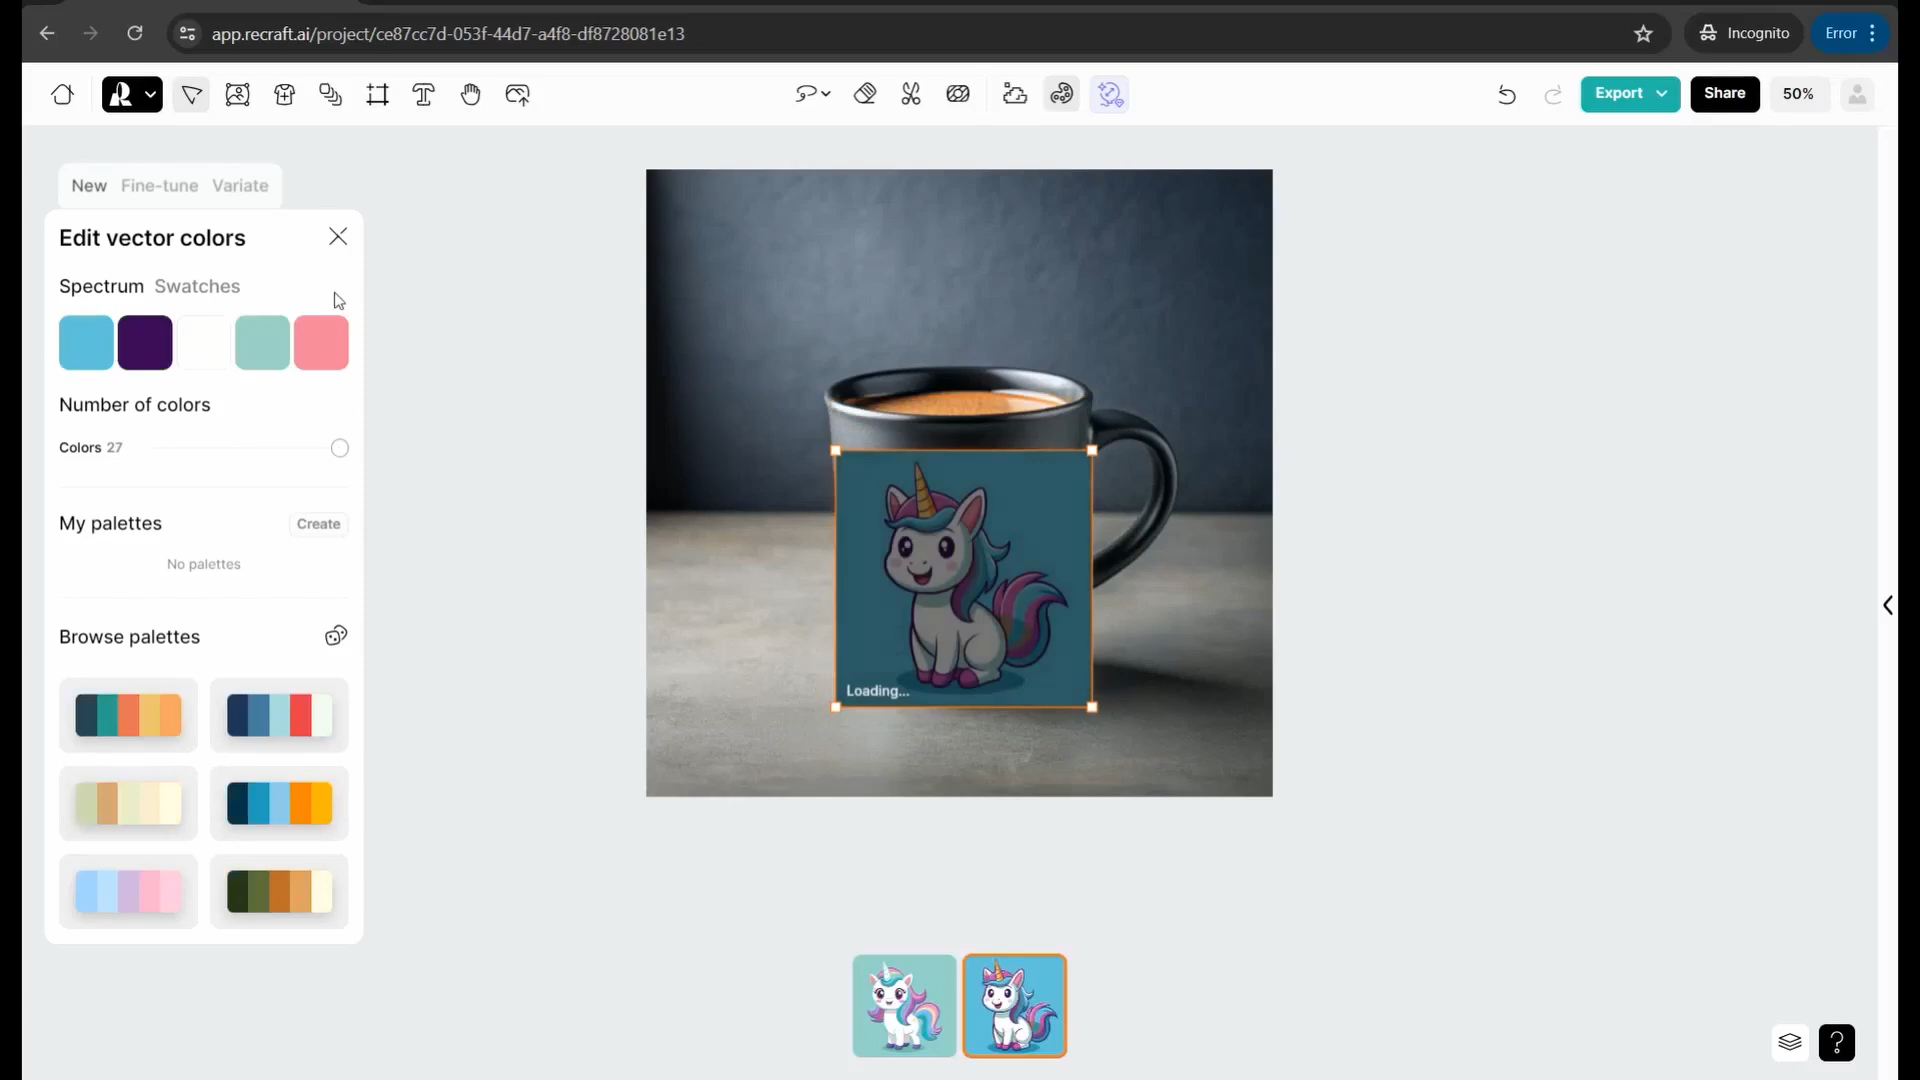 app.recraft.ai/project/ce87cc7d-053f-44d7-a4f8-df8728081e13
Incognito
Error
Export
Share
50%
New Fine-tune Variate
Edit vector colors
Spectrum Swatches
Number of colors
Colors 27
My palettes
Create
No palettes
Browse palettes
Loading...
?